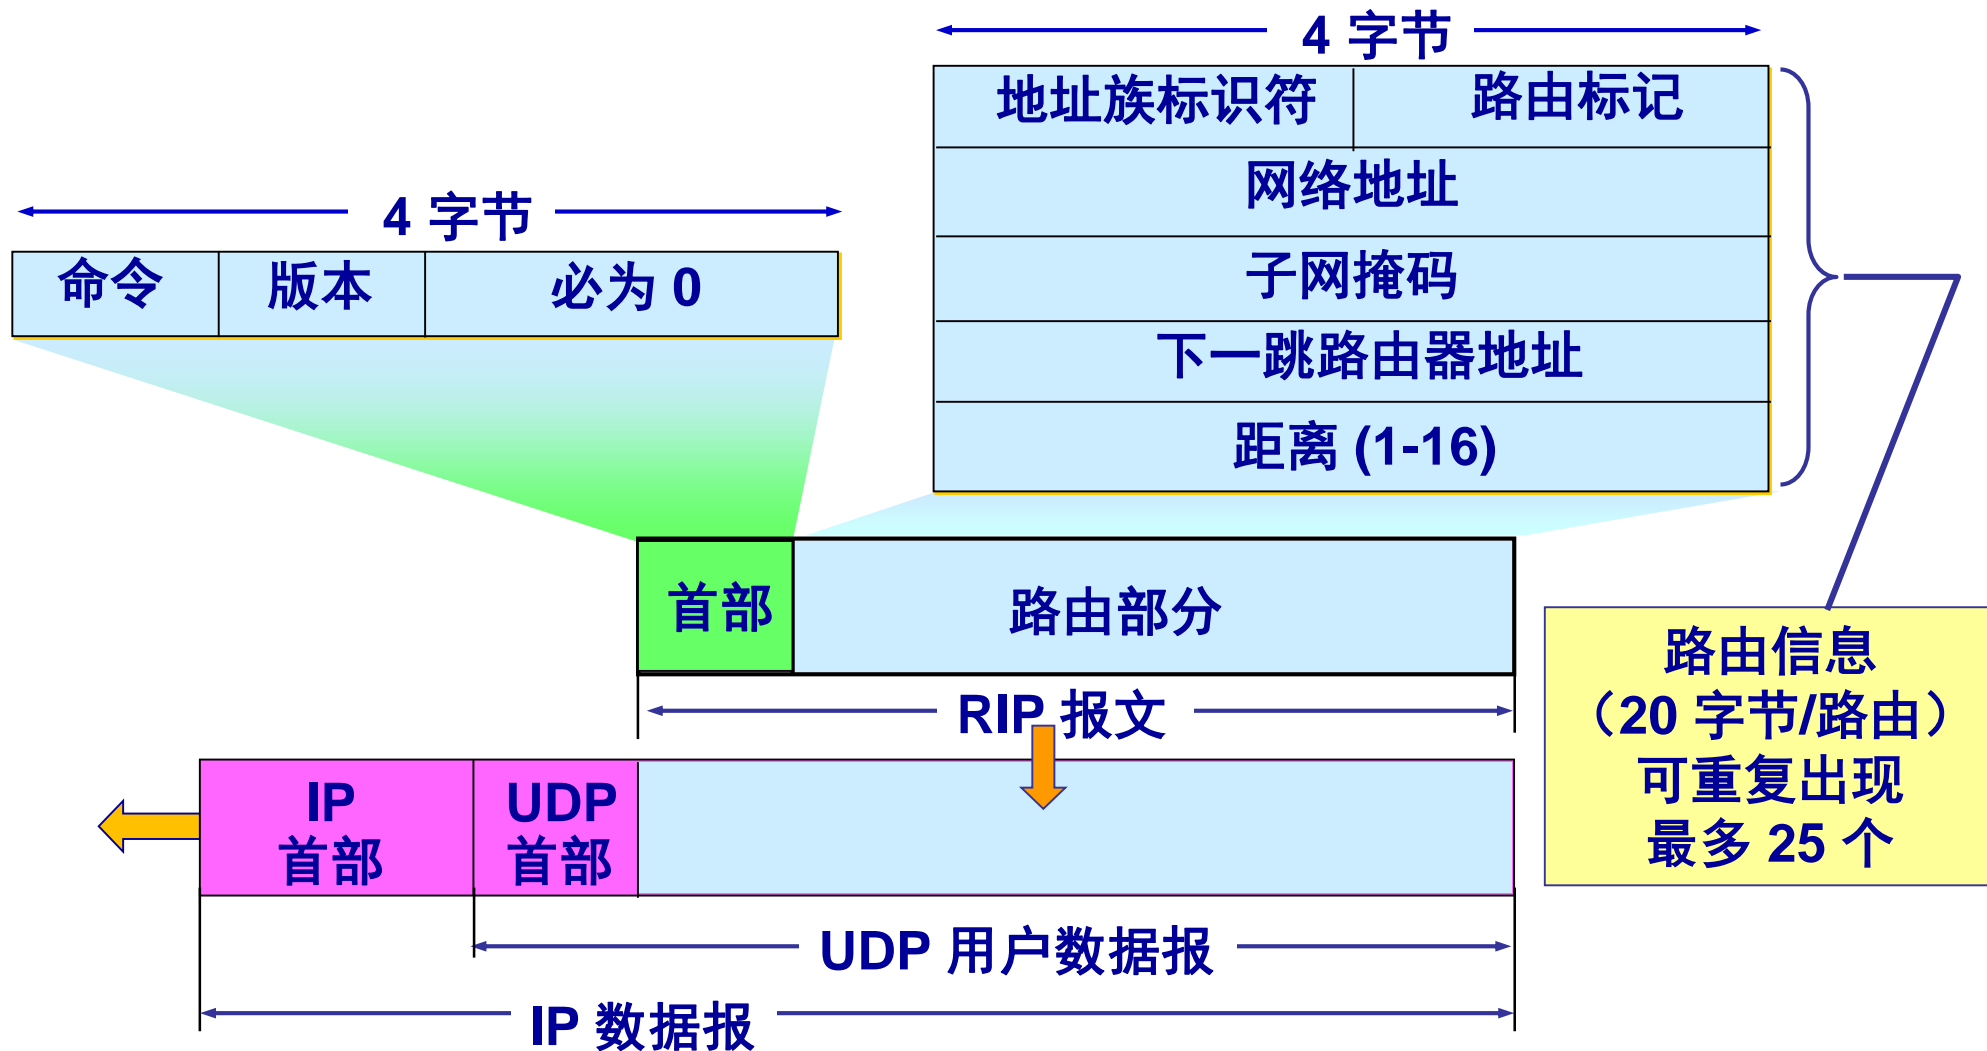 4 字节
地址族标识符 路由标记
网络地址
子网掩码
下一跳路由器地址
距离 (1-16)
4 字节
命令 版本 必为 0
首部 路由部分
RIP 报文
路由信息
（20 字节/路由）
可重复出现
最多 25 个
IP
首部
UDP
首部
UDP 用户数据报
IP 数据报